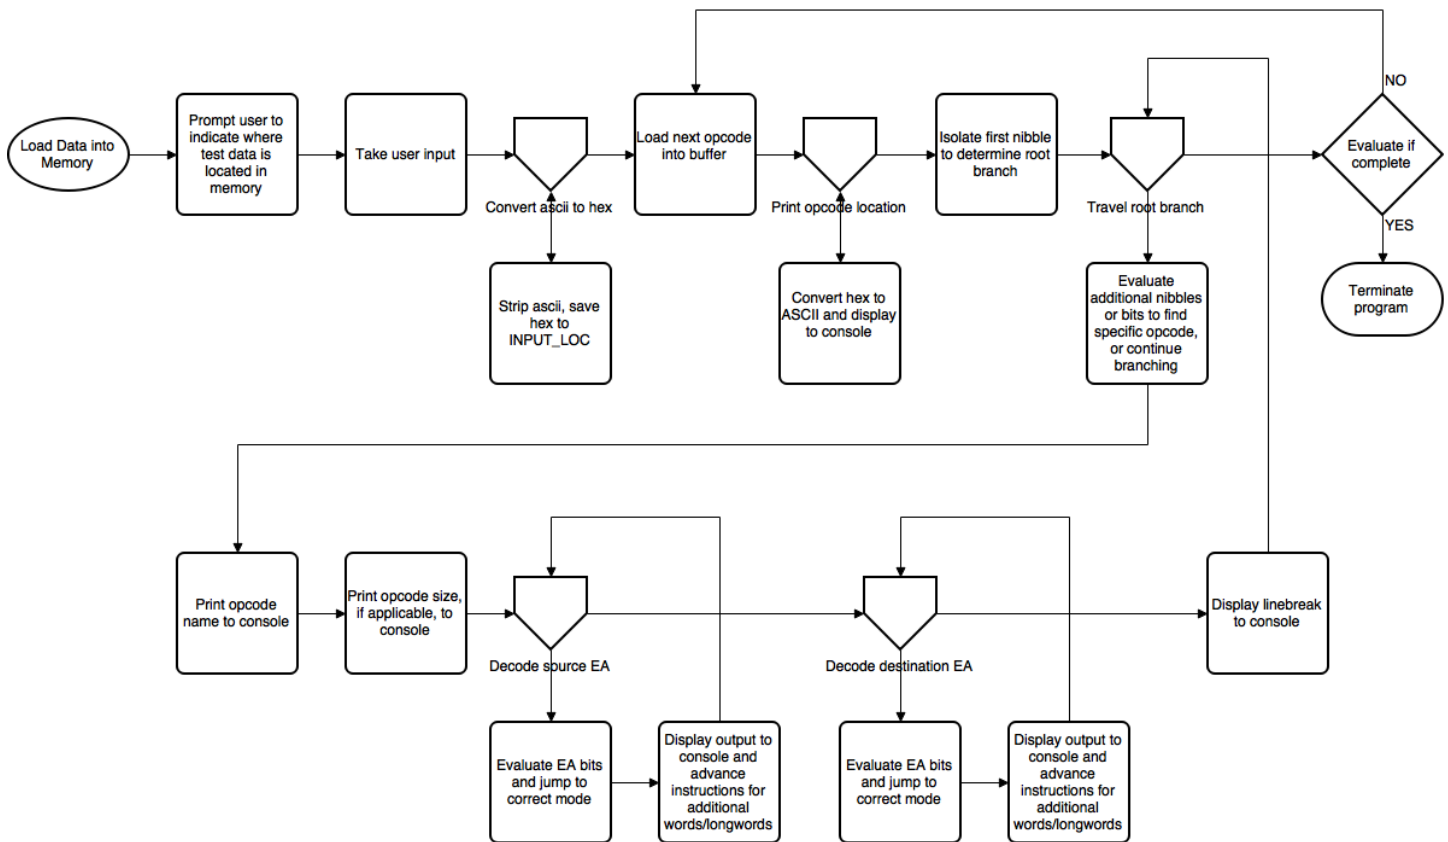 NO
Prompt user to
indicate where
test data is
located in
memory
Load Data into
Memory
Take user input
Load next opcode
into buffer
Isolate first nibble
to determine root
branch
Evaluate if
complete
Convert ascii to hex
Print opcode location
Travel root branch
YES
Strip ascii, save
hex to
INPUT_LOC
Convert hex to
ASCII and display
to console
Evaluate
additional nibbles
or bits to find
specific opcode,
or continue
branching
Terminate
program
Print opcode
name to console
Print opcode size,
if applicable, to
console
Display linebreak
to console
Decode source EA
Decode destination EA
Evaluate EA bits
and jump to
correct mode
Display output to
console and
advance
instructions for
additional
words/longwords
Evaluate EA bits
and jump to
correct mode
Display output to
console and
advance
instructions for
additional
words/longwords